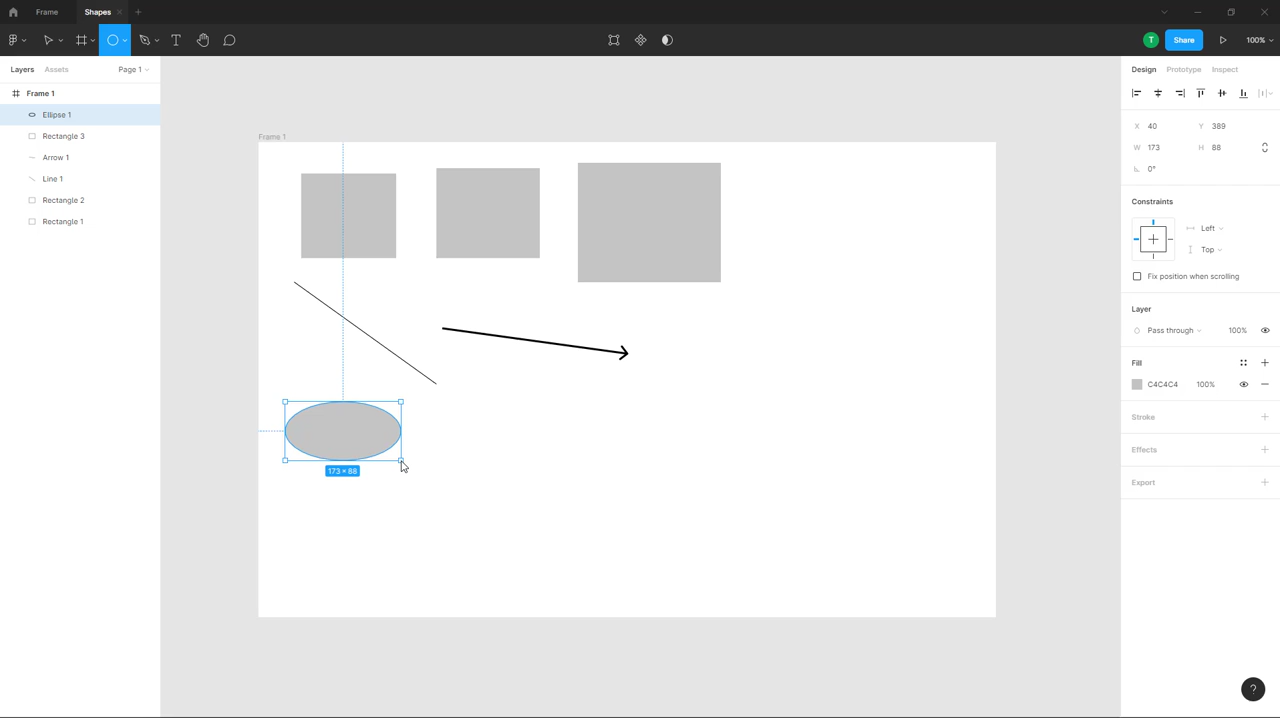 Frame
Shapes
T
Share
100%
Layers
Assets
Page 1
Frame 1
Ellipse 1
Rectangle 3
Arrow 1
Line 1
Rectangle 2
Rectangle 1
Frame 1
173 × 88
Design
Prototype
Inspect
X 40 Y 389
W 173 H 88
0°
Constraints
Left
Top
Fix position when scrolling
Layer
Pass through 100%
Fill
C4C4C4 100%
Stroke
Effects
Export
?